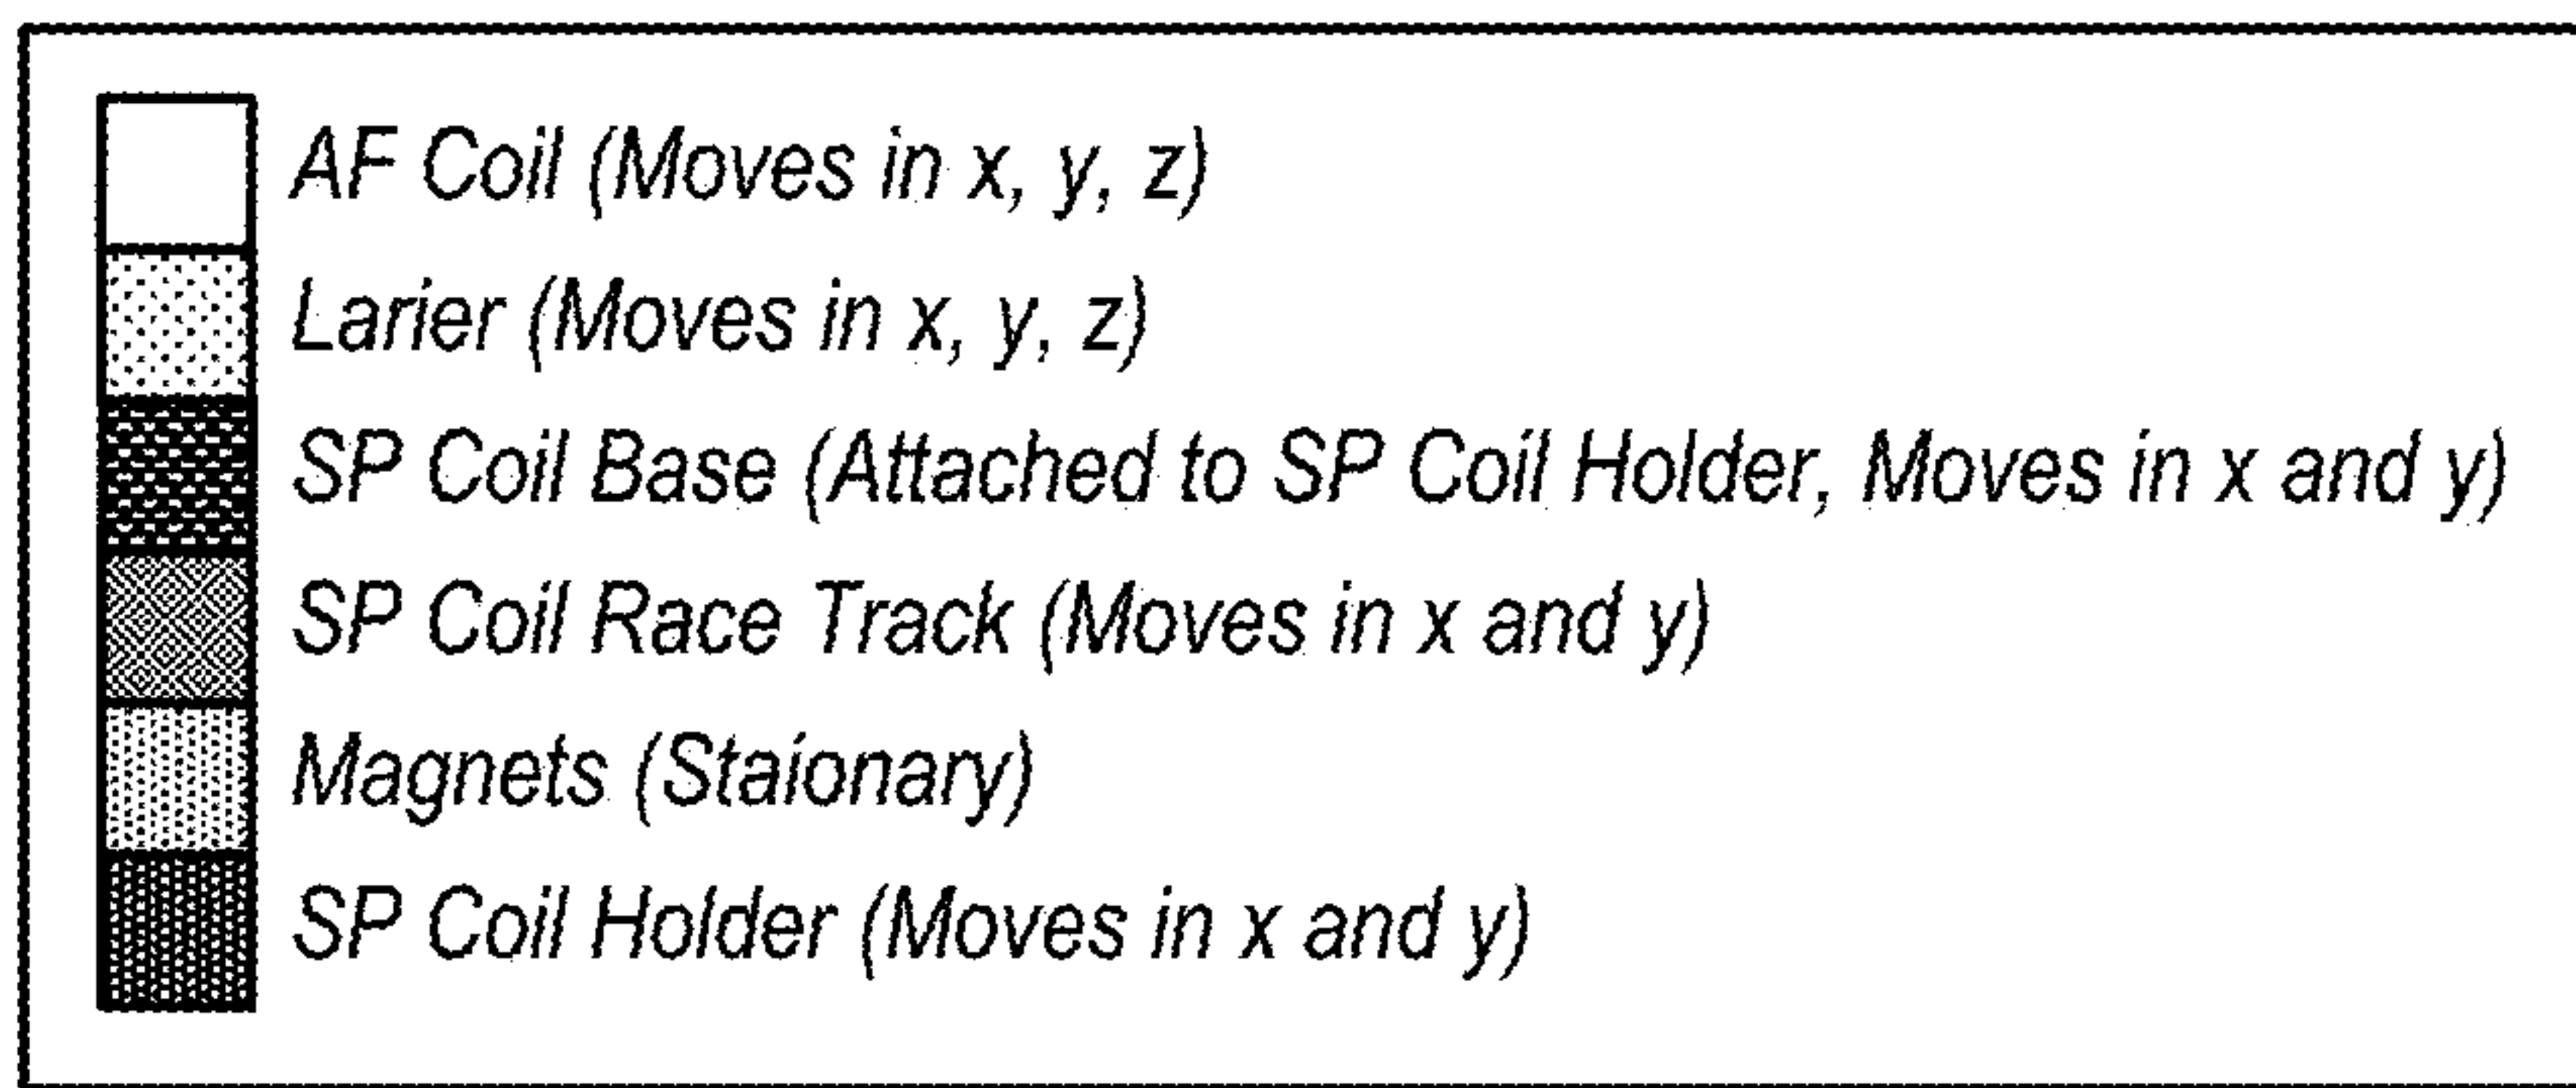 AF Coil (Moves in x, y, z)
Larier (Moves in x, y, z)
SP Coil Base (Attached to SP Coil Holder, Moves in x and y)
SP Coil Race Track (Moves in x and y)
Magnets (Staionary)
SP Coil Holder (Moves in x and y)